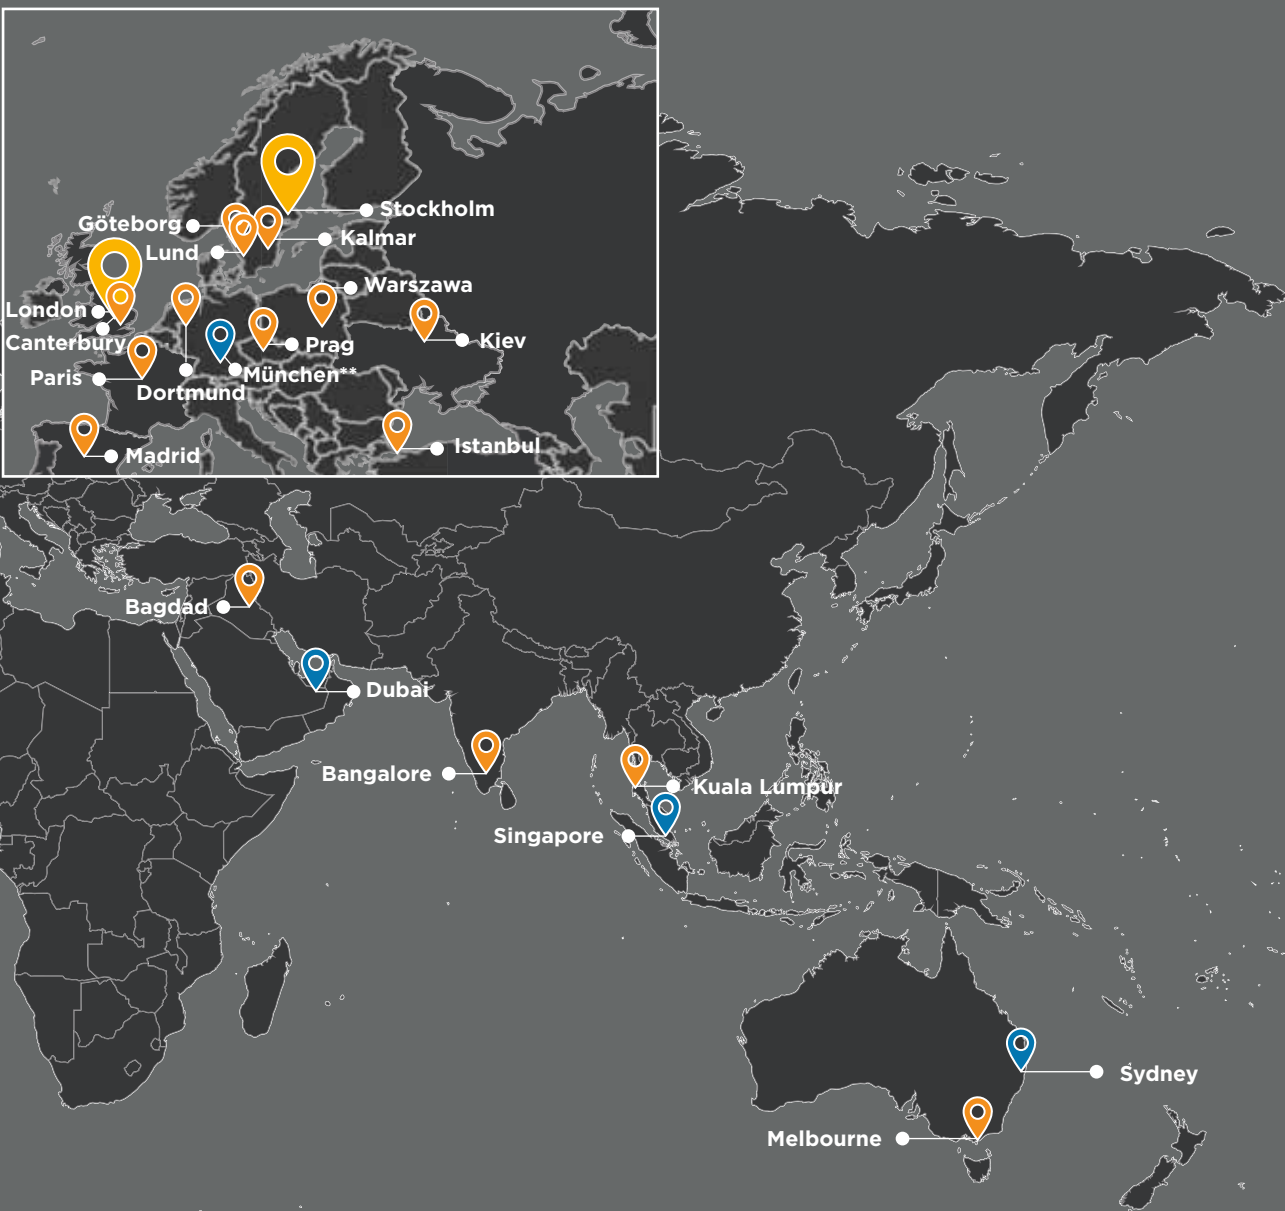 Stockholm
Göteborg
Kalmar
Lund
Warszawa
London
Canterbury
Kiev
Prag
München**
Paris
Dortmund
Istanbul
Madrid
Bagdad
Dubai
Bangalore
Kuala Lumpur
Singapore
Sydney
Melbourne